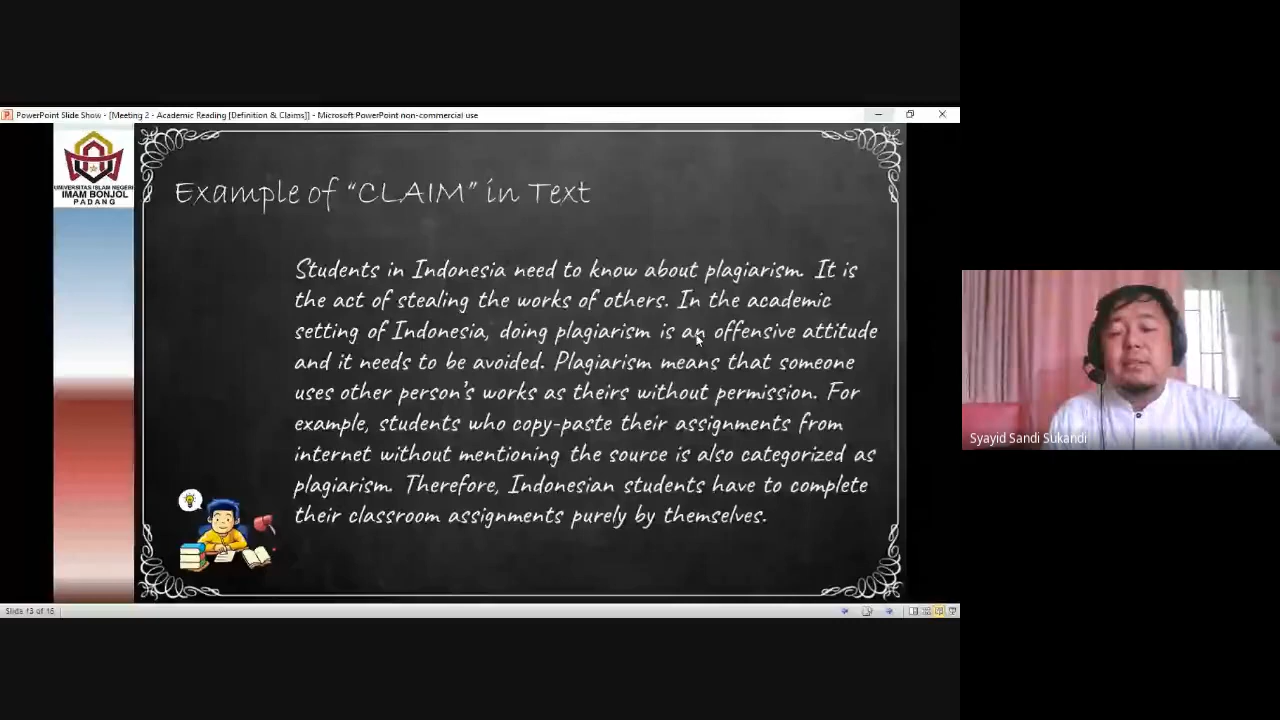 PowerPoint Slide Show - [Meeting 2 - Academic Reading [Definition & Claims]] - Microsoft PowerPoint non-commercial use
UNIVERSITAS ISLAM NEGERI
IMAM BONJOL
PADANG
Example of “CLAIM” in Text
Students in Indonesia need to know about plagiarism. It is
the act of stealing the works of others. In the academic
setting of Indonesia, doing plagiarism is an offensive attitude
and it needs to be avoided. Plagiarism means that someone
uses other person's works as theirs without permission. For
example, students who copy-paste their assignments from
internet without mentioning the source is also categorized as
plagiarism. Therefore, Indonesian students have to complete
their classroom assignments purely by themselves.
Syayid Sandi Sukandi
Slide 13 of 15